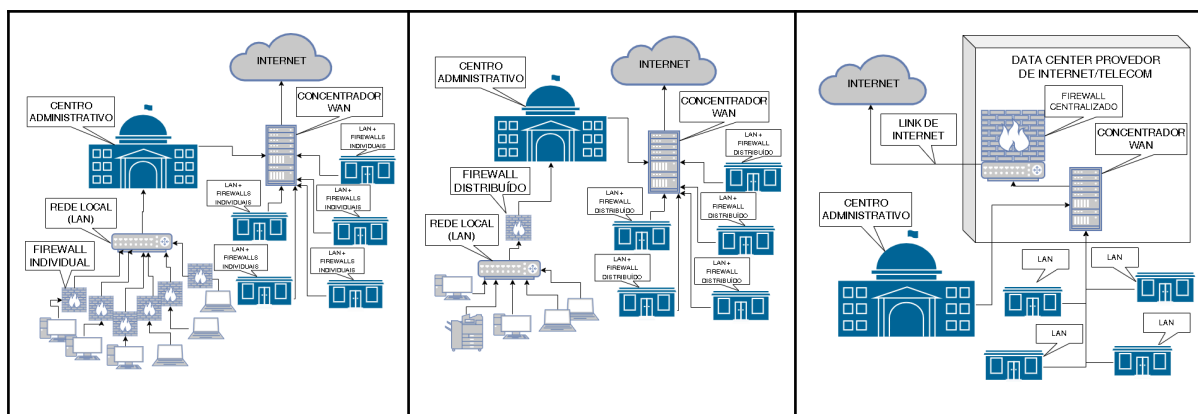 INTERNET
CENTRO
ADMINISTRATIVO
CONCENTRADOR
WAN
LAN +
FIREWALLS
INDIVIDUAIS
LAN +
FIREWALLS
INDIVIDUAIS
LAN +
FIREWALLS
INDIVIDUAIS
REDE LOCAL
(LAN)
FIREWALL
INDIVIDUAL
LAN +
FIREWALLS
INDIVIDUAIS
LAN +
FIREWALLS
INDIVIDUAIS
INTERNET
CENTRO
ADMINISTRATIVO
CONCENTRADOR
WAN
LAN +
FIREWALL
DISTRIBUÍDO
FIREWALL
DISTRIBUÍDO
LAN +
FIREWALL
DISTRIBUÍDO
LAN +
FIREWALL
DISTRIBUÍDO
REDE LOCAL
(LAN)
LAN +
FIREWALL
DISTRIBUÍDO
LAN +
FIREWALL
DISTRIBUÍDO
DATA CENTER PROVEDOR
DE INTERNET/TELECOM
INTERNET
FIREWALL
CENTRALIZADO
LINK DE
INTERNET
CONCENTRADOR
WAN
CENTRO
ADMINISTRATIVO
LAN
LAN
LAN
LAN